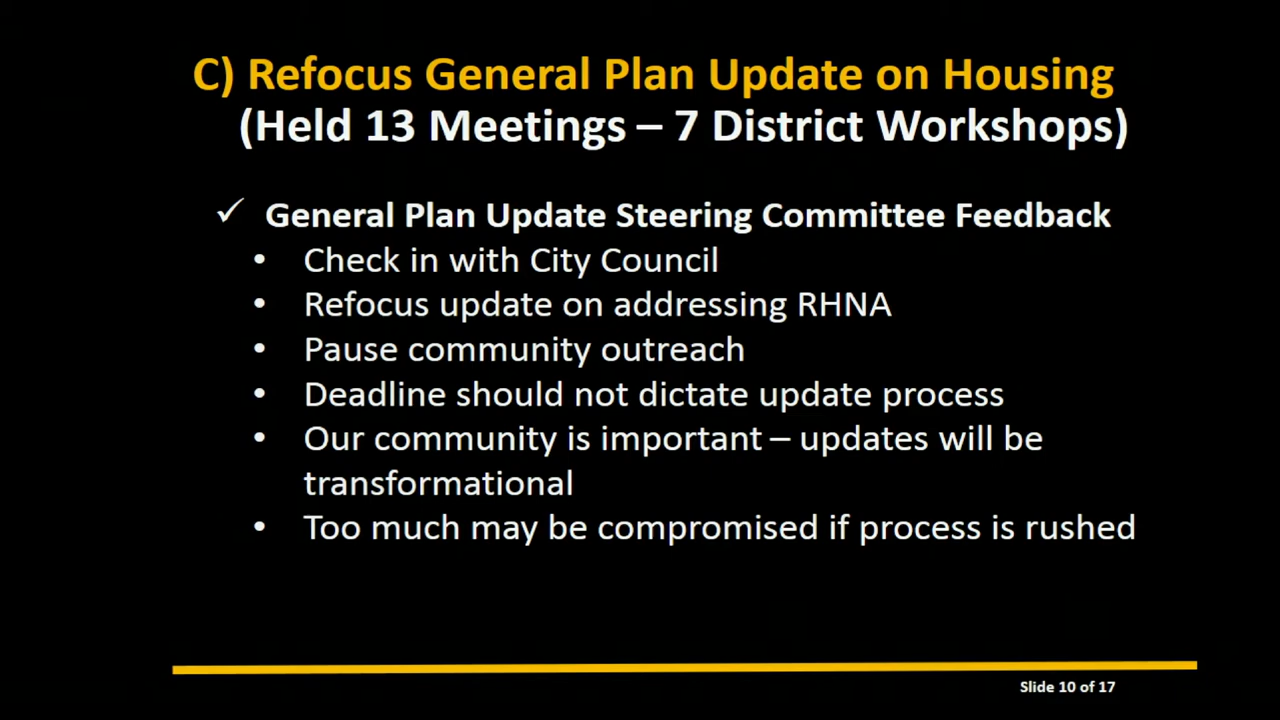 C) Refocus General Plan Update on Housing
(Held 13 Meetings – 7 District Workshops)
✓ General Plan Update Steering Committee Feedback
• Check in with City Council
• Refocus update on addressing RHNA
• Pause community outreach
• Deadline should not dictate update process
• Our community is important – updates will be
transformational
• Too much may be compromised if process is rushed
Slide 10 of 17